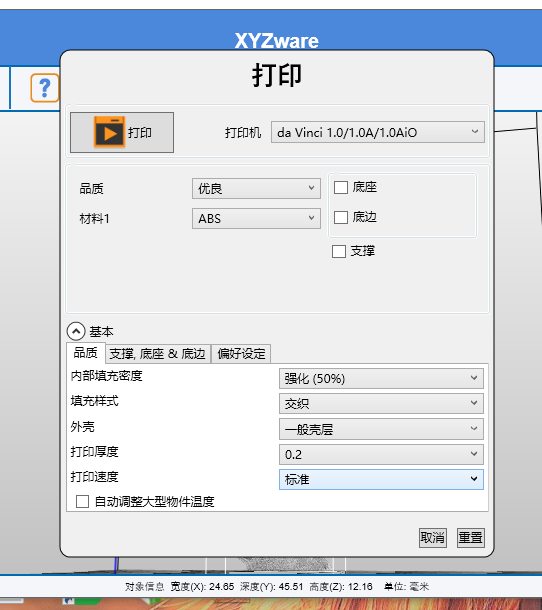 XYZware
打印
?
打印 打印机 da Vinci 1.0/1.0A/1.0AiO
品质 优良 底座
材料1 ABS 底边
支撑
基本
品质 支撑, 底座 & 底边 偏好设定
内部填充密度 强化 (50%)
填充样式 交织
外壳 一般壳层
打印厚度 0.2
打印速度 标准
自动调整大型物件温度
取消 重置
对象信息 宽度(X): 24.65 深度(Y): 45.51 高度(Z): 12.16 单位: 毫米